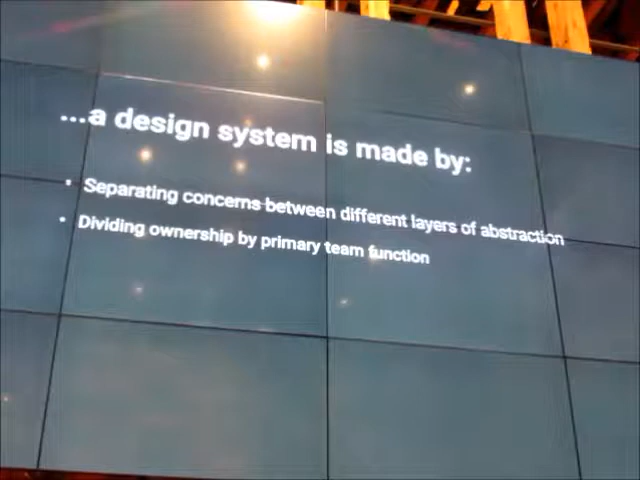 ...a design system is made by:
• Separating concerns between different layers of abstraction
• Dividing ownership by primary team function